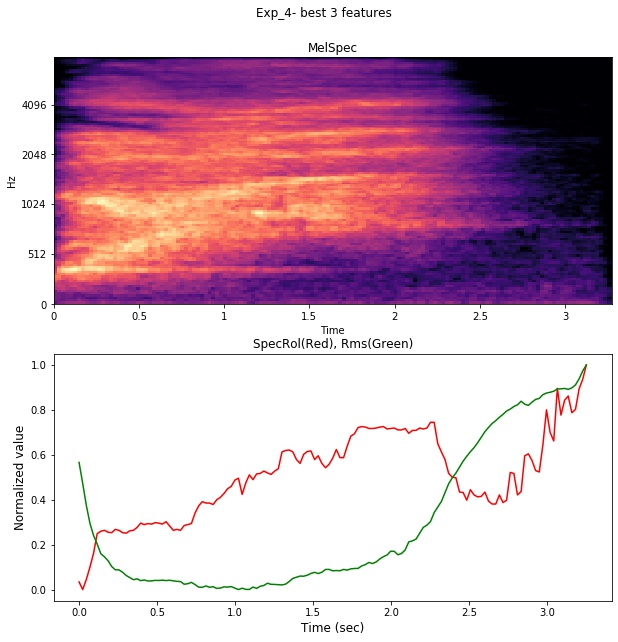 Exp_4- best 3 features
MelSpec
Hz
4096
2048
1024
512
0
0 0.5 1 1.5 2 2.5 3
Time
SpecRol(Red), Rms(Green)
Normalized value
1.0
0.8
0.6
0.4
0.2
0.0
0.0 0.5 1.0 1.5 2.0 2.5 3.0
Time (sec)